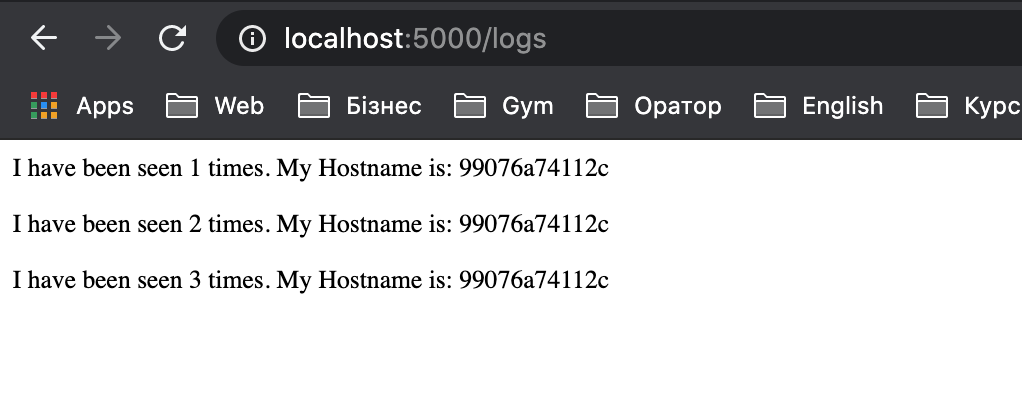 localhost:5000/logs
Apps Web Бізнес Gym Оратор English Курс
I have been seen 1 times. My Hostname is: 99076a74112c
I have been seen 2 times. My Hostname is: 99076a74112c
I have been seen 3 times. My Hostname is: 99076a74112c